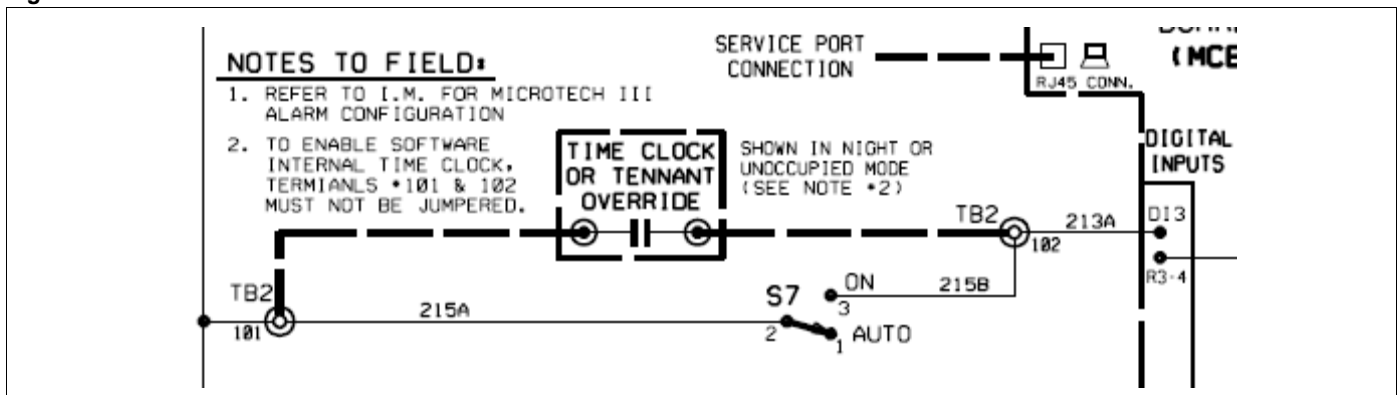 NOTES TO FIELD:
1. REFER TO I.M. FOR MICROTECH III
ALARM CONFIGURATION
2. TO ENABLE SOFTWARE
INTERNAL TIME CLOCK,
TERMIANLS *101 & 102
MUST NOT BE JUMPERED.
TIME CLOCK
OR TENNANT
OVERRIDE
SHOWN IN NIGHT OR
UNOCCUPIED MODE
(SEE NOTE *2)
SERVICE PORT
CONNECTION
RJ45 CONN.
(MCB
DIGITAL
INPUTS
TB2
102
213A
DI3
R3-4
TB2
101
215A
S7
2
ON
3
215B
1
AUTO